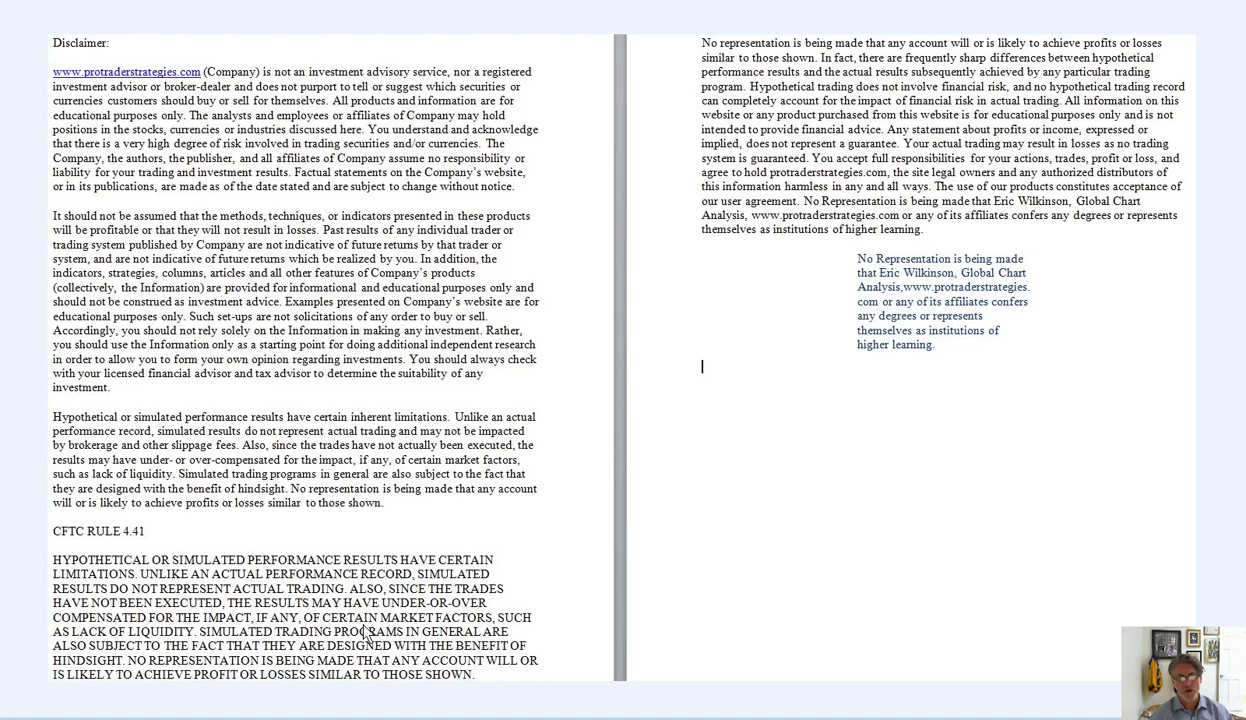 Disclaimer:
www.protraderstrategies.com (Company) is not an investment advisory service, nor a registered
investment advisor or broker-dealer and does not purport to tell or suggest which securities or
currencies customers should buy or sell for themselves. All products and information are for
educational purposes only. The analysts and employees or affiliates of Company may hold
positions in the stocks, currencies or industries discussed here. You understand and acknowledge
that there is a very high degree of risk involved in trading securities and/or currencies. The
Company, the authors, the publisher, and all affiliates of Company assume no responsibility or
liability for your trading and investment results. Factual statements on the Company's website,
or in its publications, are made as of the date stated and are subject to change without notice.
It should not be assumed that the methods, techniques, or indicators presented in these products
will be profitable or that they will not result in losses. Past results of any individual trader or
trading system published by Company are not indicative of future returns by that trader or
system, and are not indicative of future returns which be realized by you. In addition, the
indicators, strategies, columns, articles and all other features of Company's products
(collectively, the Information) are provided for informational and educational purposes only and
should not be construed as investment advice. Examples presented on Company's website are for
educational purposes only. Such set-ups are not solicitations of any order to buy or sell.
Accordingly, you should not rely solely on the Information in making any investment. Rather,
you should use the Information only as a starting point for doing additional independent research
in order to allow you to form your own opinion regarding investments. You should always check
with your licensed financial advisor and tax advisor to determine the suitability of any
investment.
Hypothetical or simulated performance results have certain inherent limitations. Unlike an actual
performance record, simulated results do not represent actual trading and may not be impacted
by brokerage and other slippage fees. Also, since the trades have not actually been executed, the
results may have under- or over-compensated for the impact, if any, of certain market factors,
such as lack of liquidity. Simulated trading programs in general are also subject to the fact that
they are designed with the benefit of hindsight. No representation is being made that any account
will or is likely to achieve profits or losses similar to those shown.
CFTC RULE 4.41
HYPOTHETICAL OR SIMULATED PERFORMANCE RESULTS HAVE CERTAIN
LIMITATIONS. UNLIKE AN ACTUAL PERFORMANCE RECORD, SIMULATED
RESULTS DO NOT REPRESENT ACTUAL TRADING. ALSO, SINCE THE TRADES
HAVE NOT BEEN EXECUTED, THE RESULTS MAY HAVE UNDER-OR-OVER
COMPENSATED FOR THE IMPACT, IF ANY, OF CERTAIN MARKET FACTORS, SUCH
AS LACK OF LIQUIDITY. SIMULATED TRADING PROGRAMS IN GENERAL ARE
ALSO SUBJECT TO THE FACT THAT THEY ARE DESIGNED WITH THE BENEFIT OF
HINDSIGHT. NO REPRESENTATION IS BEING MADE THAT ANY ACCOUNT WILL OR
IS LIKELY TO ACHIEVE PROFIT OR LOSSES SIMILAR TO THOSE SHOWN.
No representation is being made that any account will or is likely to achieve profits or losses
similar to those shown. In fact, there are frequently sharp differences between hypothetical
performance results and the actual results subsequently achieved by any particular trading
program. Hypothetical trading does not involve financial risk, and no hypothetical trading record
can completely account for the impact of financial risk in actual trading. All information on this
website or any product purchased from this website is for educational purposes only and is not
intended to provide financial advice. Any statement about profits or income, expressed or
implied, does not represent a guarantee. Your actual trading may result in losses as no trading
system is guaranteed. You accept full responsibilities for your actions, trades, profit or loss, and
agree to hold protraderstrategies.com, the site legal owners and any authorized distributors of
this information harmless in any and all ways. The use of our products constitutes acceptance of
our user agreement. No Representation is being made that Eric Wilkinson, Global Chart
Analysis, www.protraderstrategies.com or any of its affiliates confers any degrees or represents
themselves as institutions of higher learning.
No Representation is being made
that Eric Wilkinson, Global Chart
Analysis,www.protraderstrategies.
com or any of its affiliates confers
any degrees or represents
themselves as institutions of
higher learning.